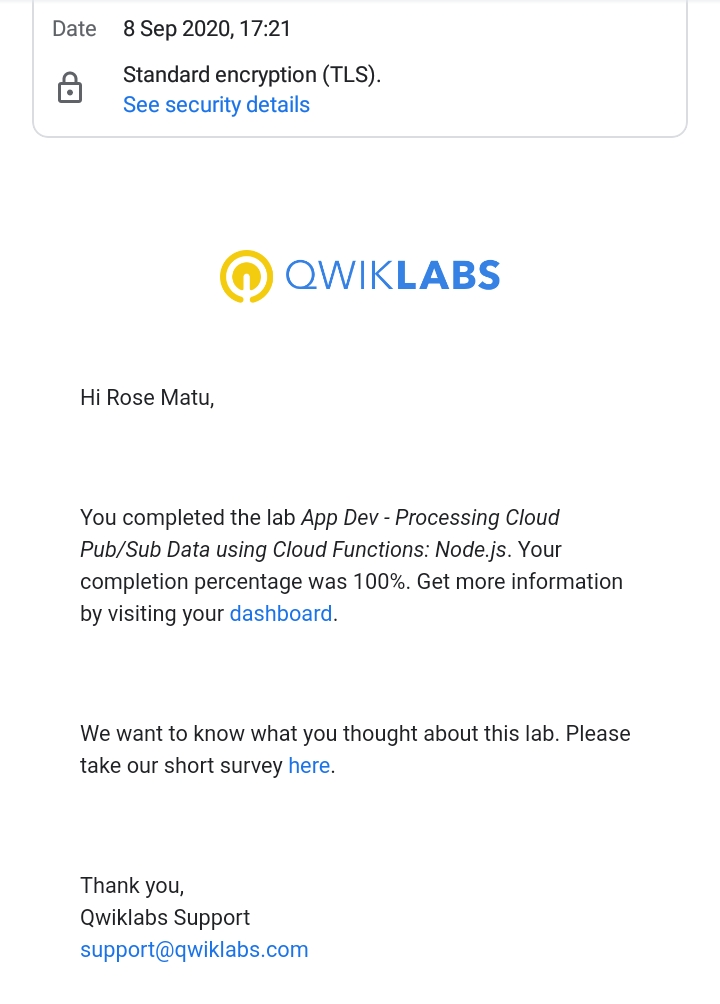 Date 8 Sep 2020, 17:21
Standard encryption (TLS).
See security details
QWIKLABS
Hi Rose Matu,
You completed the lab App Dev - Processing Cloud
Pub/Sub Data using Cloud Functions: Node.js. Your
completion percentage was 100%. Get more information
by visiting your dashboard.
We want to know what you thought about this lab. Please
take our short survey here.
Thank you,
Qwiklabs Support
support@qwiklabs.com